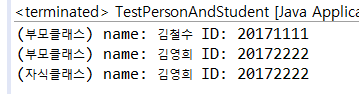 <terminated> TestPersonAndStudent [Java Applica
(부모클래스) name: 김철수 ID: 20171111
(부모클래스) name: 김영희 ID: 20172222
(자식클래스) name: 김영희 ID: 20172222